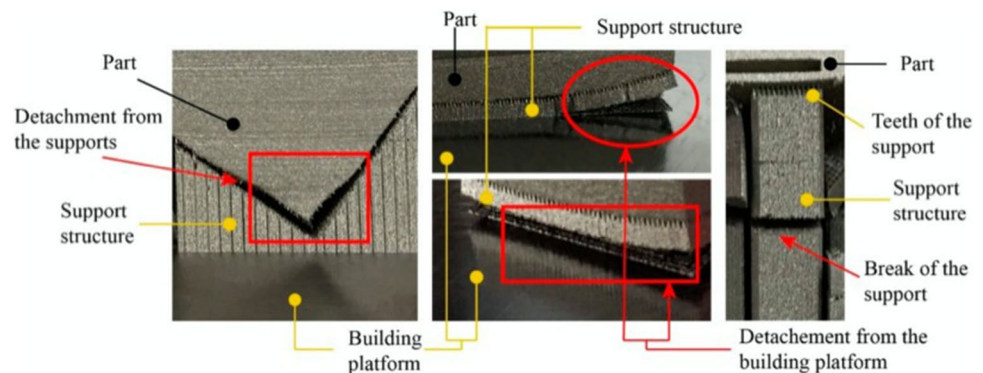 Part
Support structure
Part
Part
Detachment from
the supports
Teeth of the
support
Support
structure
Support
structure
Break of the
support
Building
platform
Detachement from the
building platform